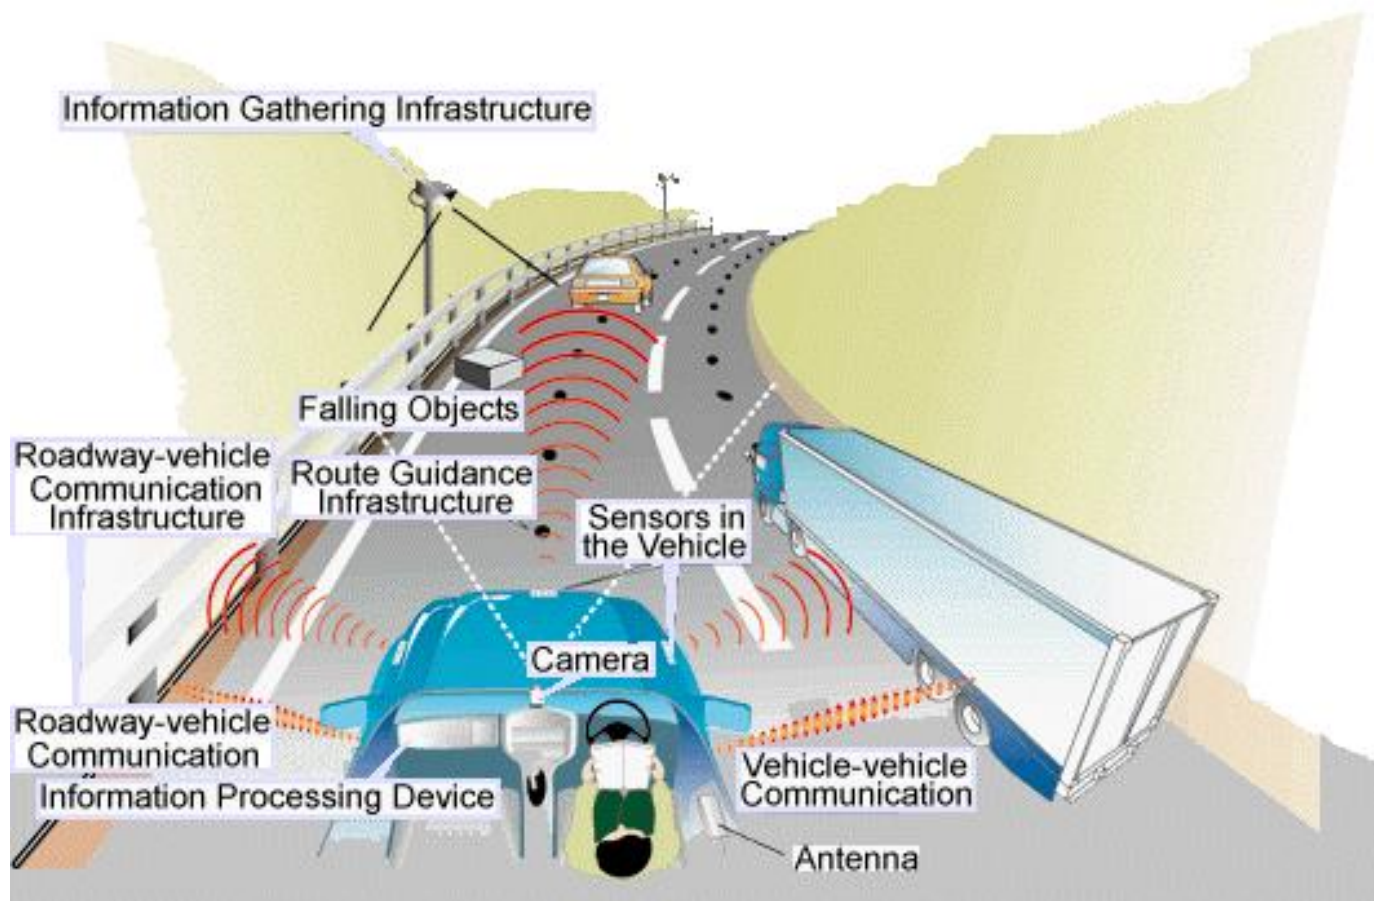 Information Gathering Infrastructure
Falling Objects
Roadway-vehicle
Communication
Infrastructure
Route Guidance
Infrastructure
Sensors in
the Vehicle
Camera
Roadway-vehicle
Communication
Information Processing Device
Vehicle-vehicle
Communication
Antenna